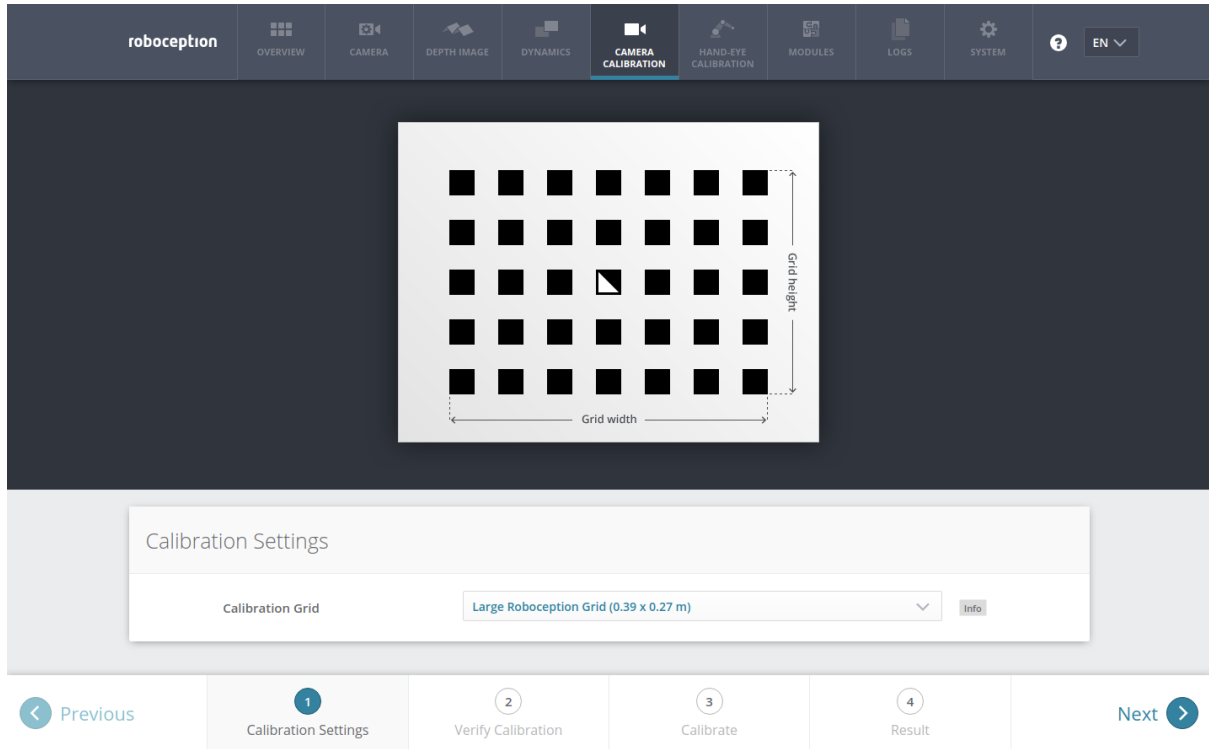 roboception
OVERVIEW
CAMERA
DEPTH IMAGE
DYNAMICS
CAMERA
CALIBRATION
HAND-EYE
CALIBRATION
MODULES
LOGS
SYSTEM
?
EN
Grid height
Grid width
Calibration Settings
Calibration Grid
Large Roboception Grid (0.39 x 0.27 m)
Info
Previous
1
Calibration Settings
2
Verify Calibration
3
Calibrate
4
Result
Next